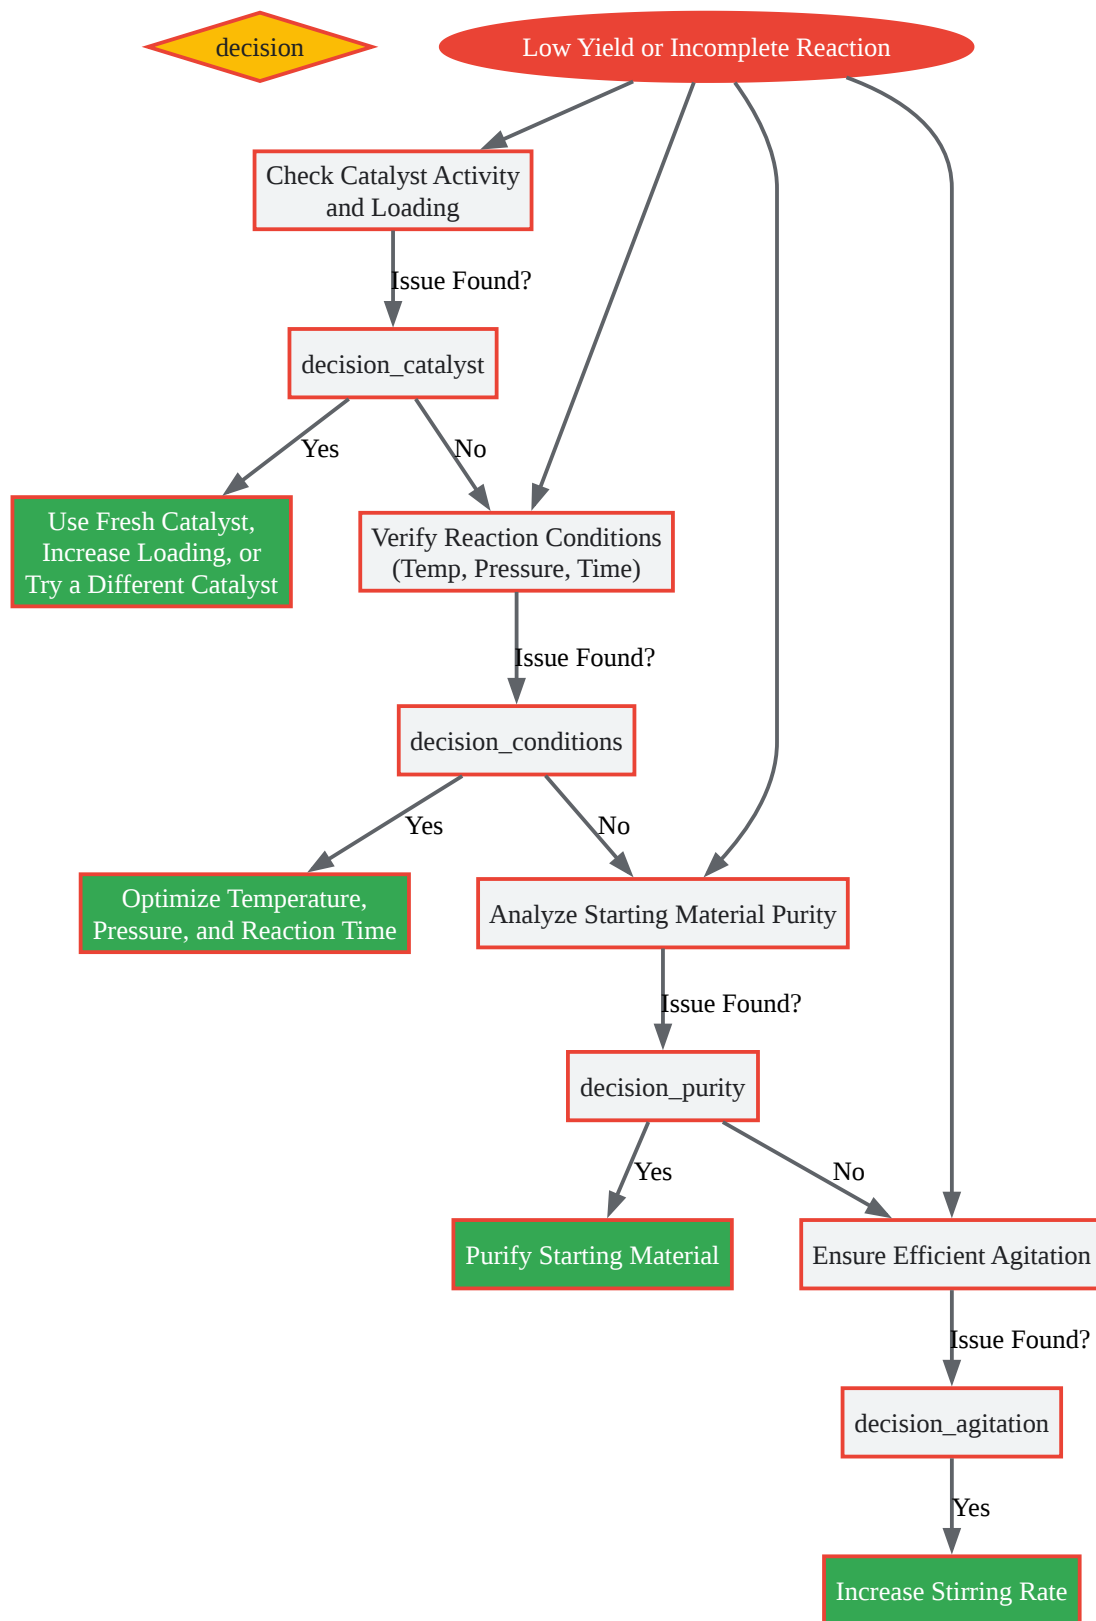 decision
Low Yield or Incomplete Reaction
Check Catalyst Activity
and Loading
Issue Found?
decision_catalyst
Yes
No
Use Fresh Catalyst,
Increase Loading, or
Try a Different Catalyst
Verify Reaction Conditions
(Temp, Pressure, Time)
Issue Found?
decision_conditions
Yes
No
Optimize Temperature,
Pressure, and Reaction Time
Analyze Starting Material Purity
Issue Found?
decision_purity
Yes
No
Purify Starting Material
Ensure Efficient Agitation
Issue Found?
decision_agitation
Yes
Increase Stirring Rate